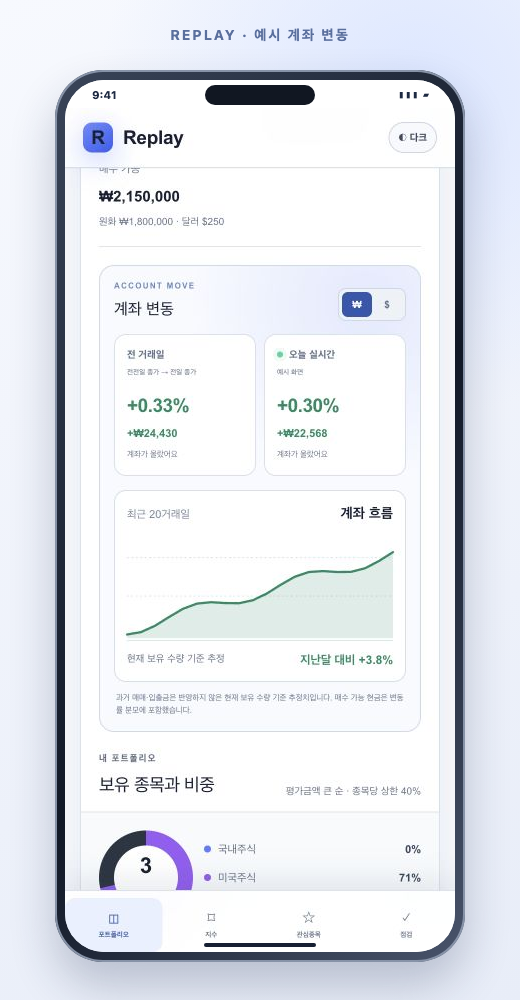 REPLAY · 예시 계좌 변동
9:41
R Replay
◐ 다크
매수 가능
₩2,150,000
원화 ₩1,800,000 · 달러 $250
ACCOUNT MOVE
계좌 변동
₩ $
전 거래일
전전일 종가 → 전일 종가
+0.33%
+₩24,430
계좌가 올랐어요
오늘 실시간
예시 화면
+0.30%
+₩22,568
계좌가 올랐어요
최근 20거래일
계좌 흐름
현재 보유 수량 기준 추정
지난달 대비 +3.8%
과거 매매·입출금은 반영하지 않은 현재 보유 수량 기준 추정치입니다. 매수 가능 현금은 변동
률 분모에 포함했습니다.
내 포트폴리오
보유 종목과 비중
평가금액 큰 순 · 종목당 상한 40%
3
국내주식 0%
미국주식 71%
포트폴리오
지수
관심종목
점검